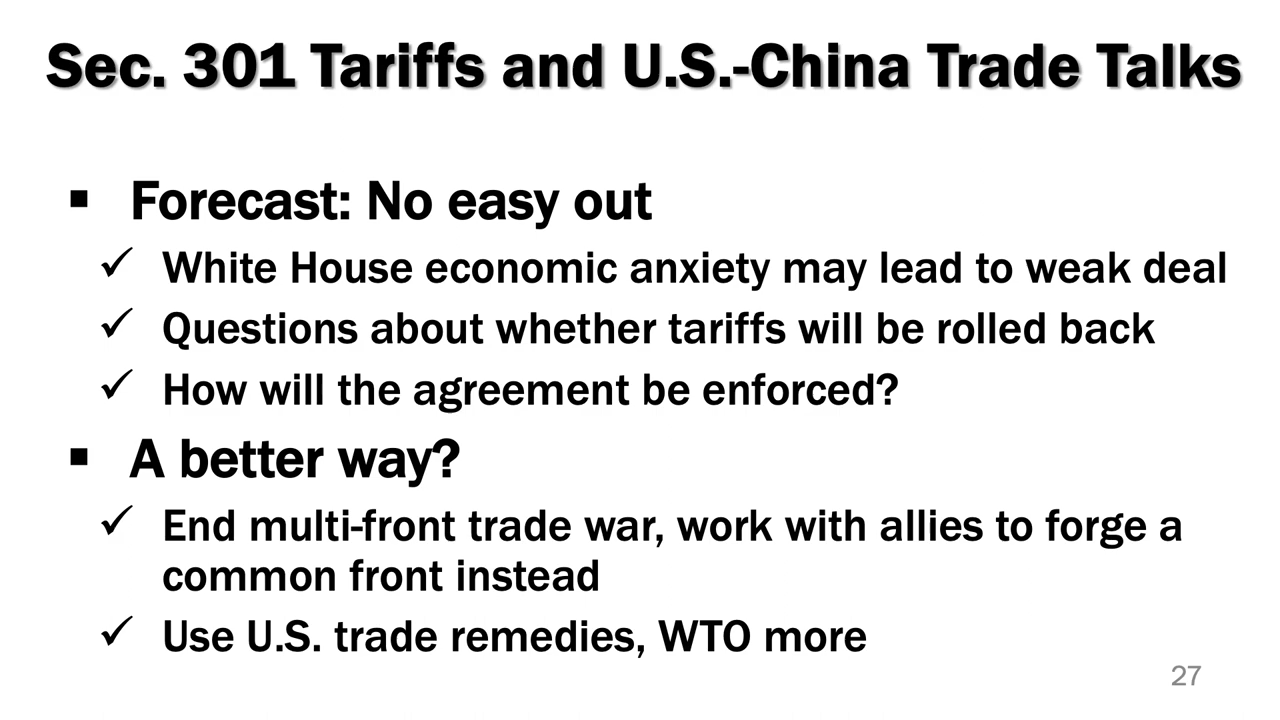 Sec. 301 Tariffs and U.S.-China Trade Talks
▪ Forecast: No easy out
✓ White House economic anxiety may lead to weak deal
✓ Questions about whether tariffs will be rolled back
✓ How will the agreement be enforced?
▪ A better way?
✓ End multi-front trade war, work with allies to forge a
common front instead
✓ Use U.S. trade remedies, WTO more
27